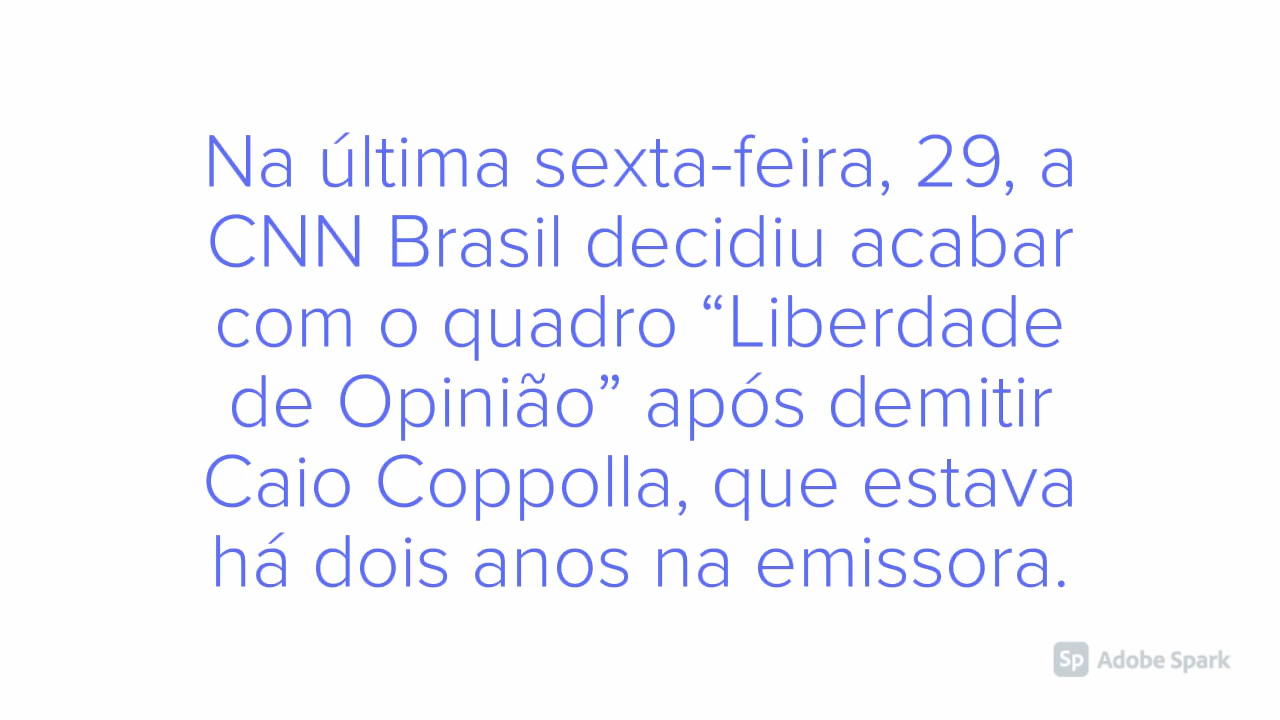 Na última sexta-feira, 29, a
CNN Brasil decidiu acabar
com o quadro “Liberdade
de Opinião” após demitir
Caio Coppolla, que estava
há dois anos na emissora.
Sp Adobe Spark